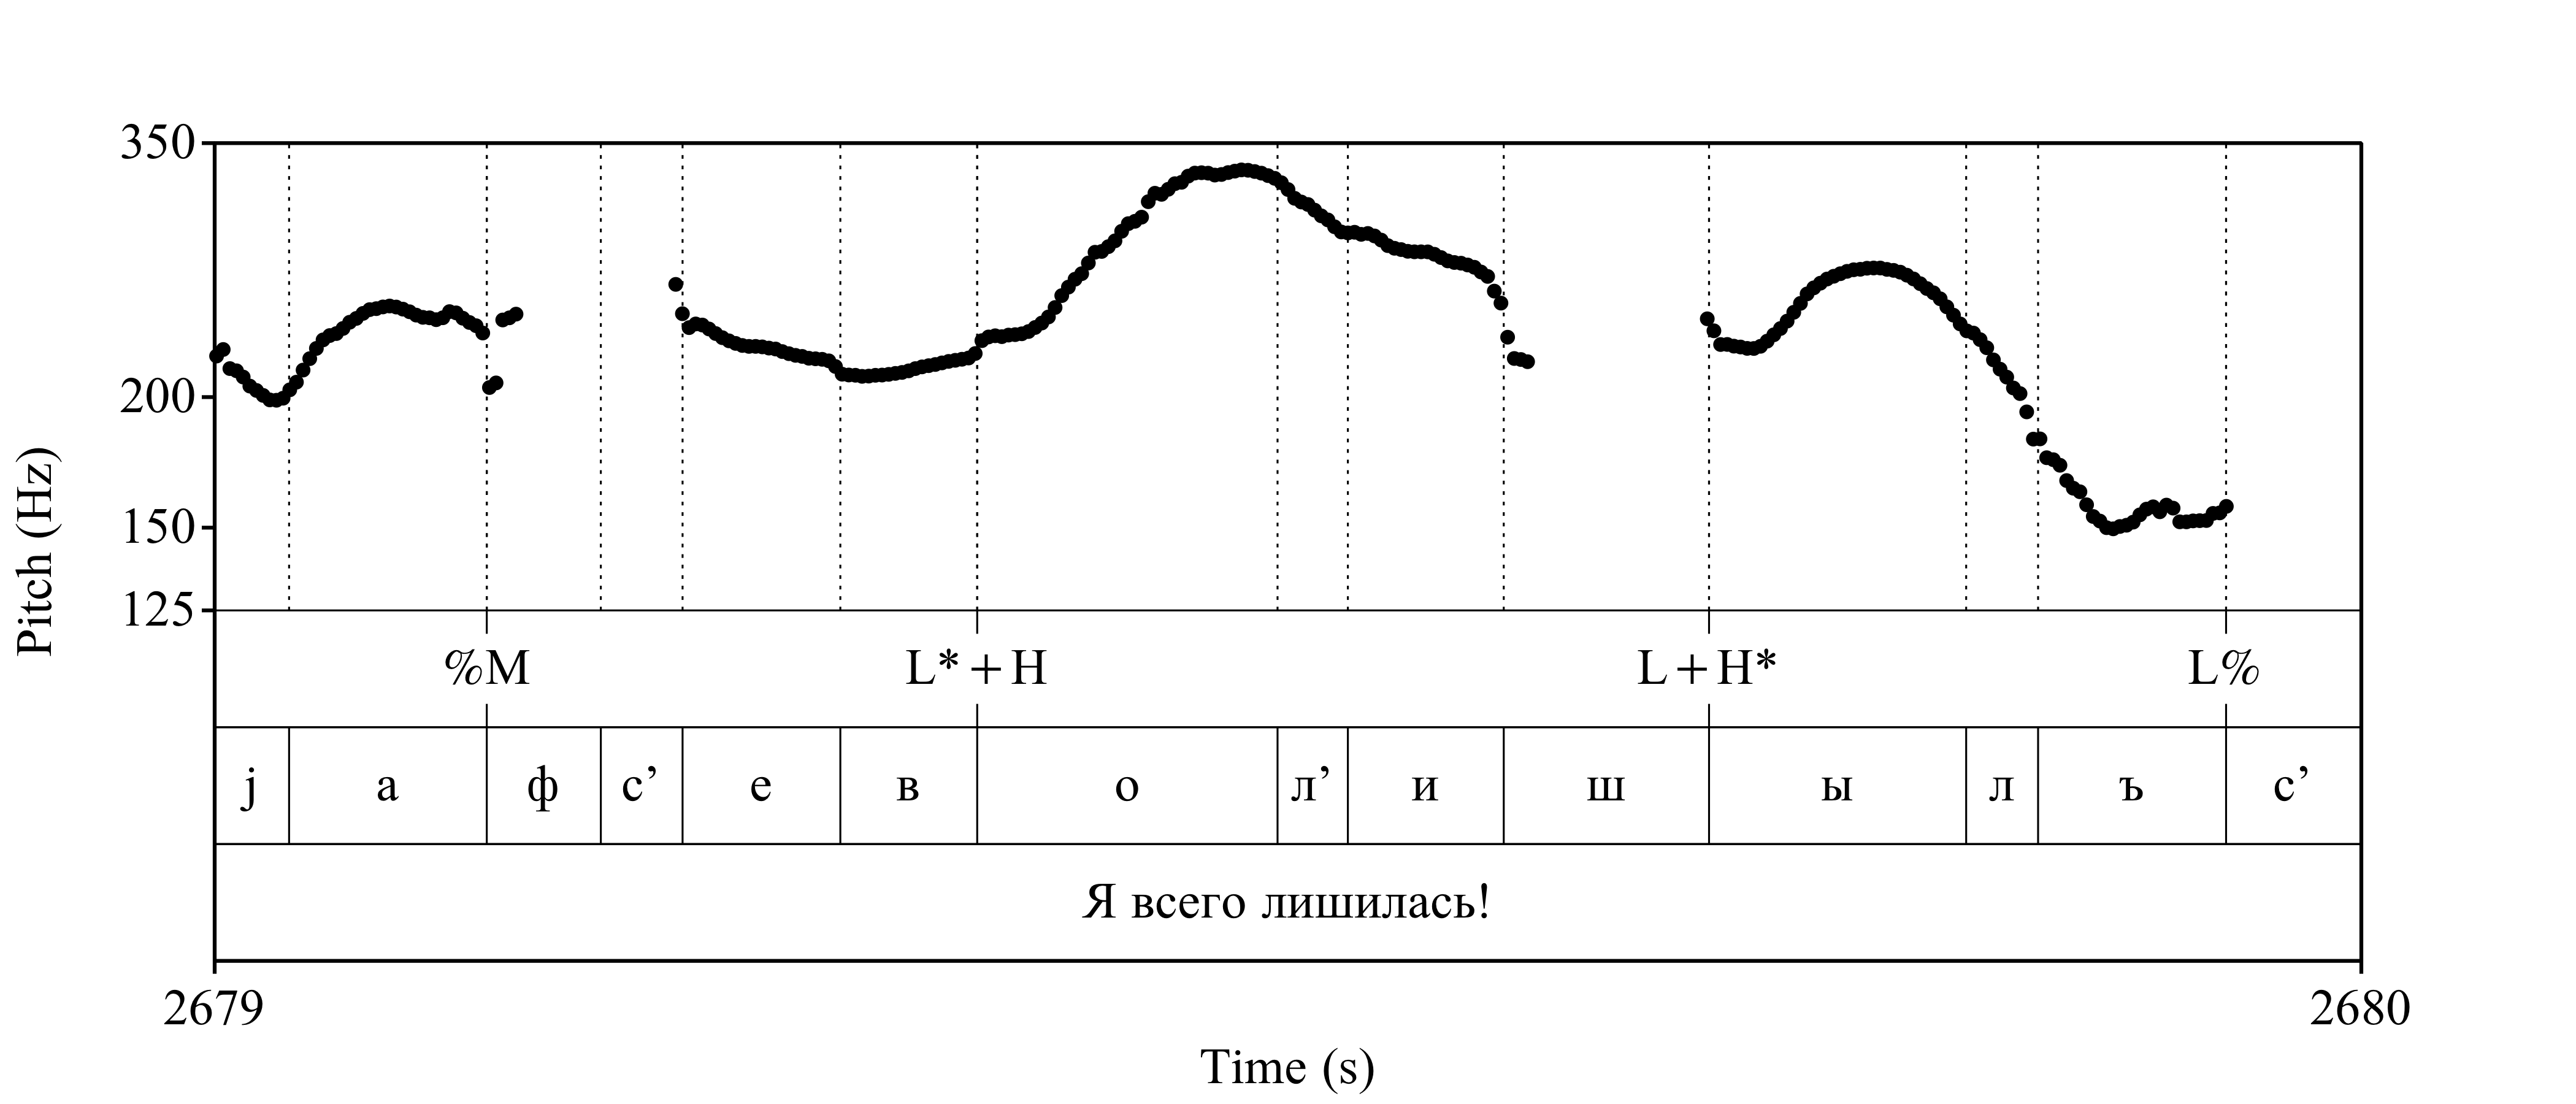 350
200
150
125
Pitch (Hz)
%M L*+H L+H* L%
j а ф с’ е в о л’ и ш ы л ъ с’
Я всего лишилась!
2679 2680
Time (s)